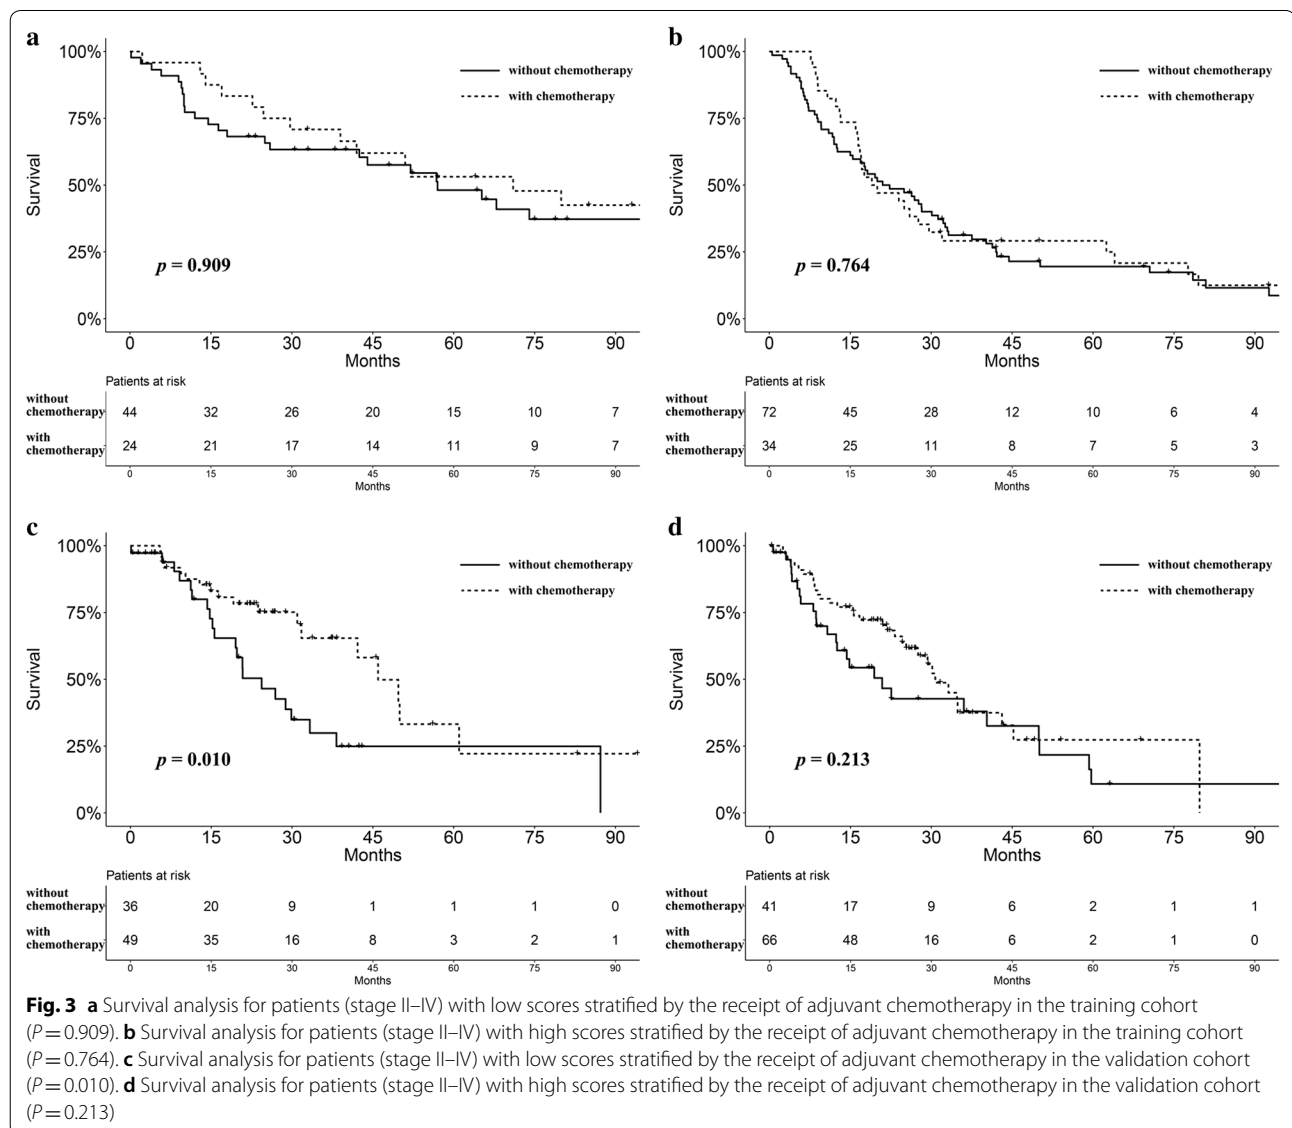 a
100%
75%
50%
25%
0%
Survival
without chemotherapy
with chemotherapy
p = 0.909
0 15 30 45 60 75 90
Months
Patients at risk
without
chemotherapy 44 32 26 20 15 10 7
with
chemotherapy 24 21 17 14 11 9 7
0 15 30 45 60 75 90
Months
b
100%
75%
50%
25%
0%
Survival
without chemotherapy
with chemotherapy
p = 0.764
0 15 30 45 60 75 90
Months
Patients at risk
without
chemotherapy 72 45 28 12 10 6 4
with
chemotherapy 34 25 11 8 7 5 3
0 15 30 45 60 75 90
Months
c
100%
75%
50%
25%
0%
Survival
without chemotherapy
with chemotherapy
p = 0.010
0 15 30 45 60 75 90
Months
Patients at risk
without
chemotherapy 36 20 9 1 1 1 0
with
chemotherapy 49 35 16 8 3 2 1
0 15 30 45 60 75 90
Months
d
100%
75%
50%
25%
0%
Survival
without chemotherapy
with chemotherapy
p = 0.213
0 15 30 45 60 75 90
Months
Patients at risk
without
chemotherapy 41 17 9 6 2 1 1
with
chemotherapy 66 48 16 6 2 1 0
0 15 30 45 60 75 90
Months
Fig. 3 a Survival analysis for patients (stage II–IV) with low scores stratified by the receipt of adjuvant chemotherapy in the training cohort
(P = 0.909). b Survival analysis for patients (stage II–IV) with high scores stratified by the receipt of adjuvant chemotherapy in the training cohort
(P = 0.764). c Survival analysis for patients (stage II–IV) with low scores stratified by the receipt of adjuvant chemotherapy in the validation cohort
(P = 0.010). d Survival analysis for patients (stage II–IV) with high scores stratified by the receipt of adjuvant chemotherapy in the validation cohort
(P = 0.213)